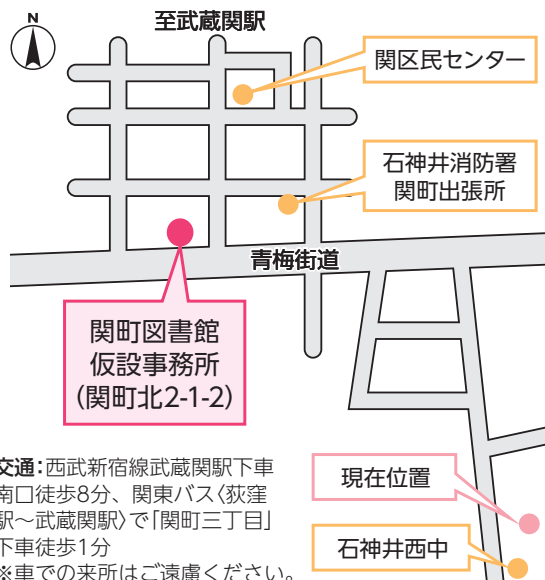 N
至武蔵関駅
関区民センター
石神井消防署
関町出張所
青梅街道
関町図書館
仮設事務所
(関町北2-1-2)
交通:西武新宿線武蔵関駅下車
南口徒歩8分、関東バス〈荻窪
駅〜武蔵関駅〉で「関町三丁目」
下車徒歩1分
※車での来所はご遠慮ください。
現在位置
石神井西中